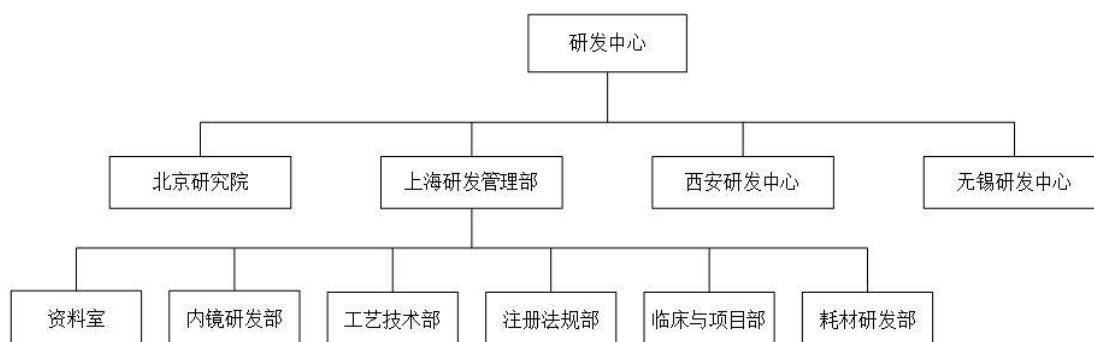 研发中心
北京研究院
上海研发管理部
西安研发中心
无锡研发中心
资料室
内镜研发部
工艺技术部
注册法规部
临床与项目部
耗材研发部